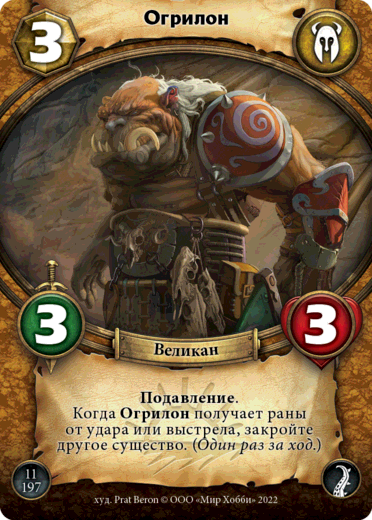 Огрилон
3
3
3
Великан
Подавление.
Когда Огрилон получает раны
от удара или выстрела, закройте
другое существо. (Один раз за ход.)
11
197
худ. Prat Beron © ООО «Мир Хобби» 2022